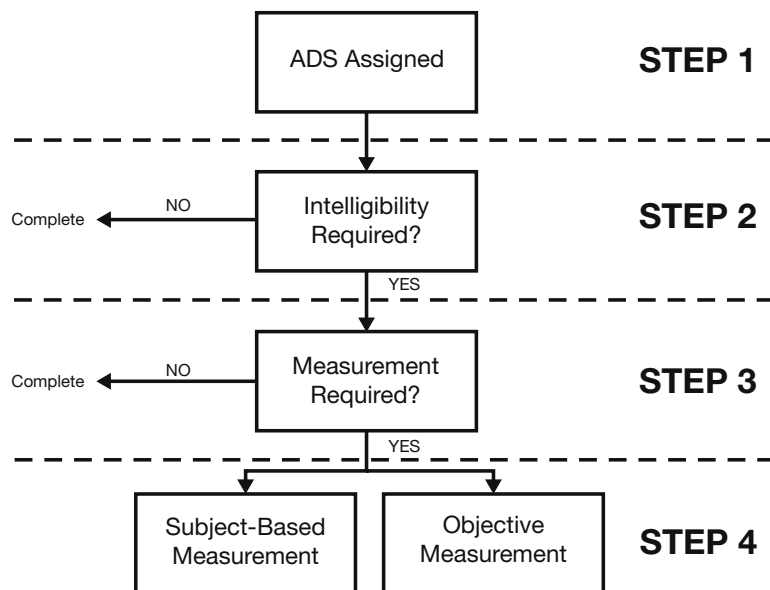 ADS Assigned
STEP 1
Intelligibility
Required?
NO
Complete
STEP 2
YES
Measurement
Required?
NO
Complete
STEP 3
YES
Subject-Based
Measurement
Objective
Measurement
STEP 4